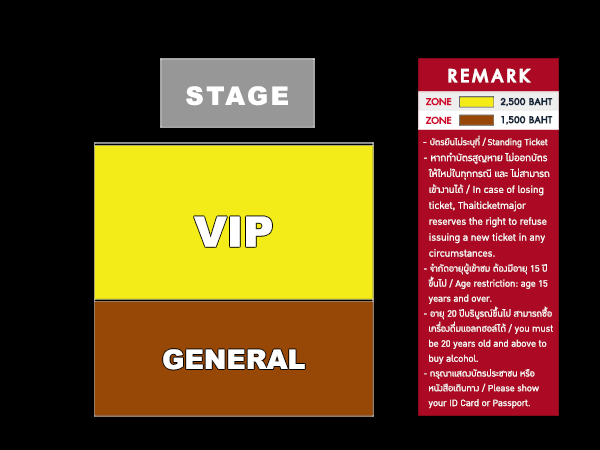 STAGE
VIP
GENERAL
REMARK
ZONE 2,500 BAHT
ZONE 1,500 BAHT
- บัตรยืนไม่ระบุที่ / Standing Ticket
- หากทำบัตรสูญหาย ไม่ออกบัตร
ให้ใหม่ในทุกกรณี และ ไม่สามารถ
เข้างานได้ / In case of losing
ticket, Thaiticketmajor
reserves the right to refuse
issuing a new ticket in any
circumstances.
- จำกัดอายุผู้เข้าชม ต้องมีอายุ 15 ปี
ขึ้นไป / Age restriction: age 15
years and over.
- อายุ 20 ปีบริบูรณ์ขึ้นไป สามารถซื้อ
เครื่องดื่มแอลกอฮอล์ได้ / you must
be 20 years old and above to
buy alcohol.
- กรุณาแสดงบัตรประชาชน หรือ
หนังสือเดินทาง / Please show
your ID Card or Passport.